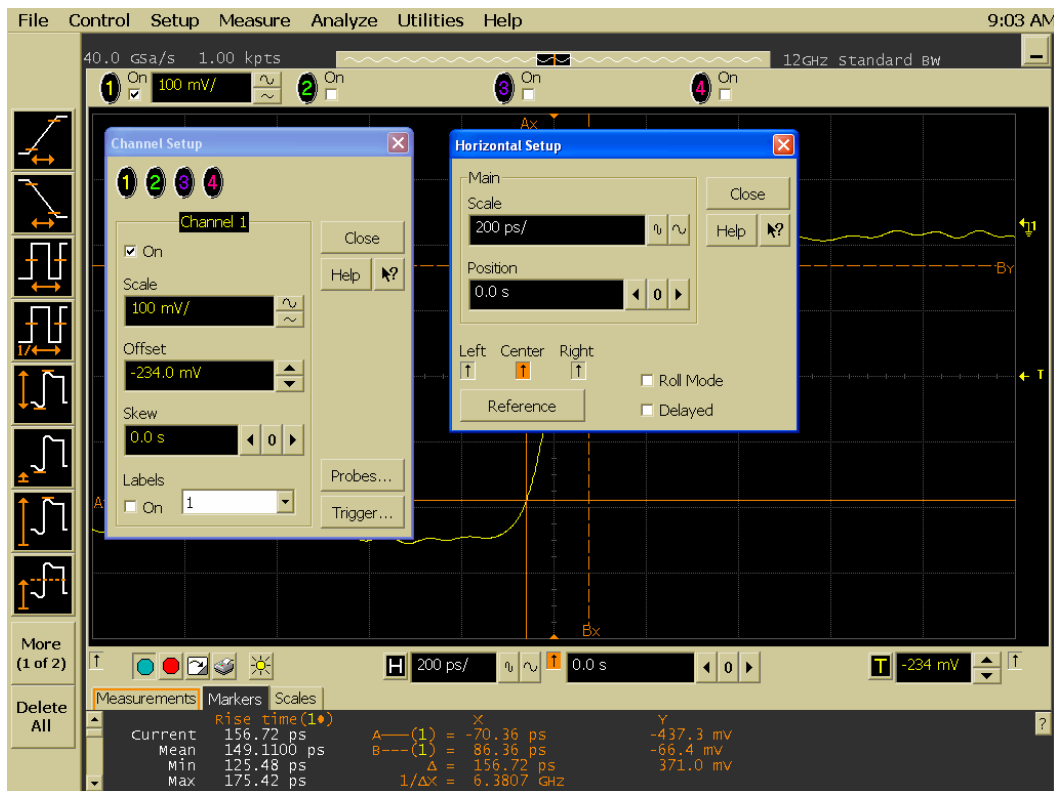 File Control Setup Measure Analyze Utilities Help 9:03 AM
40.0 GSa/s 1.00 kpts 12GHz Standard BW
1 On 100 mV/ 2 On 3 On 4 On
Ax
Channel Setup
1 2 3 4
Channel 1
On
Close
Help
Scale
100 mV/
Offset
-234.0 mV
Skew
0.0 s 0
Labels
On 1
Probes...
Trigger...
Horizontal Setup
Main
Scale
200 ps/
Position
0.0 s 0
Close
Help
Left Center Right
Reference
Roll Mode
Delayed
1
By
T
A
Bx
1/
More
(1 of 2)
Delete
All
H 200 ps/ 0.0 s 0 T -234 mV
Measurements Markers Scales
Rise time(1) X Y
Current 156.72 ps A—(1) = -70.36 ps -437.3 mV
Mean 149.1100 ps B---(1) = 86.36 ps -66.4 mV
Min 125.48 ps Δ = 156.72 ps 371.0 mV
Max 175.42 ps 1/ΔX = 6.3807 GHz
?